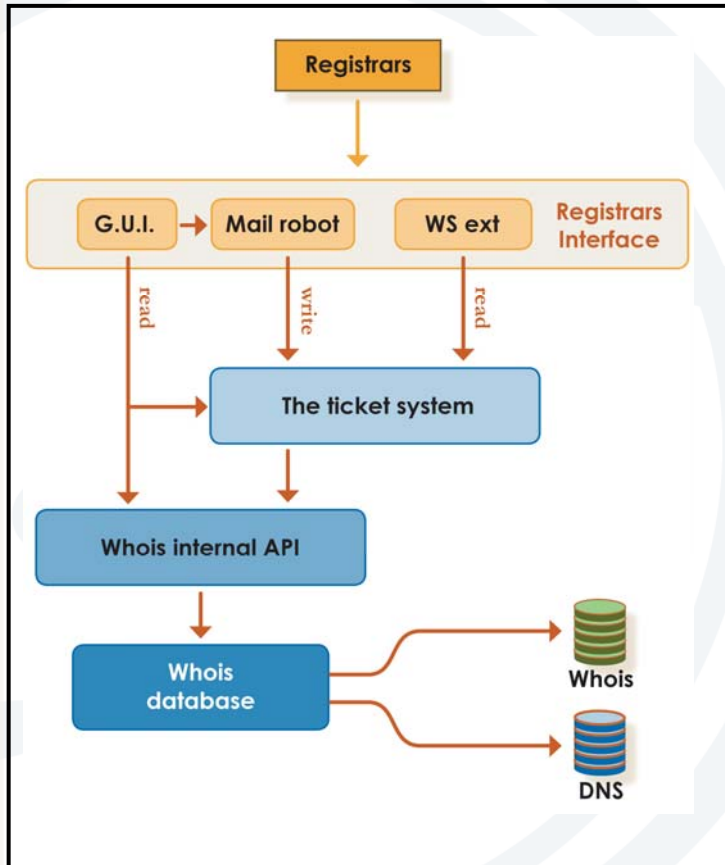 Registrars
G.U.I.
Mail robot
WS ext
Registrars
Interface
read
write
read
The ticket system
Whois internal API
Whois
database
Whois
DNS